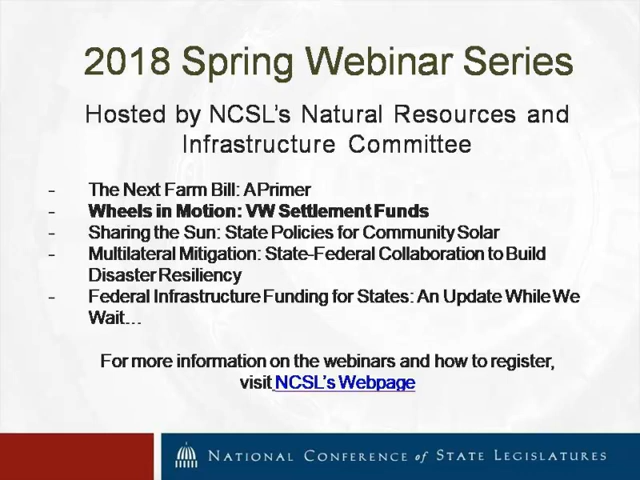 2018 Spring Webinar Series
Hosted by NCSL's Natural Resources and
Infrastructure Committee
- The Next Farm Bill: A Primer
- Wheels in Motion: VW Settlement Funds
- Sharing the Sun: State Policies for Community Solar
- Multilateral Mitigation: State-Federal Collaboration to Build
Disaster Resiliency
- Federal Infrastructure Funding for States: An Update While We
Wait...
For more information on the webinars and how to register,
visit NCSL's Webpage
NATIONAL CONFERENCE of STATE LEGISLATURES